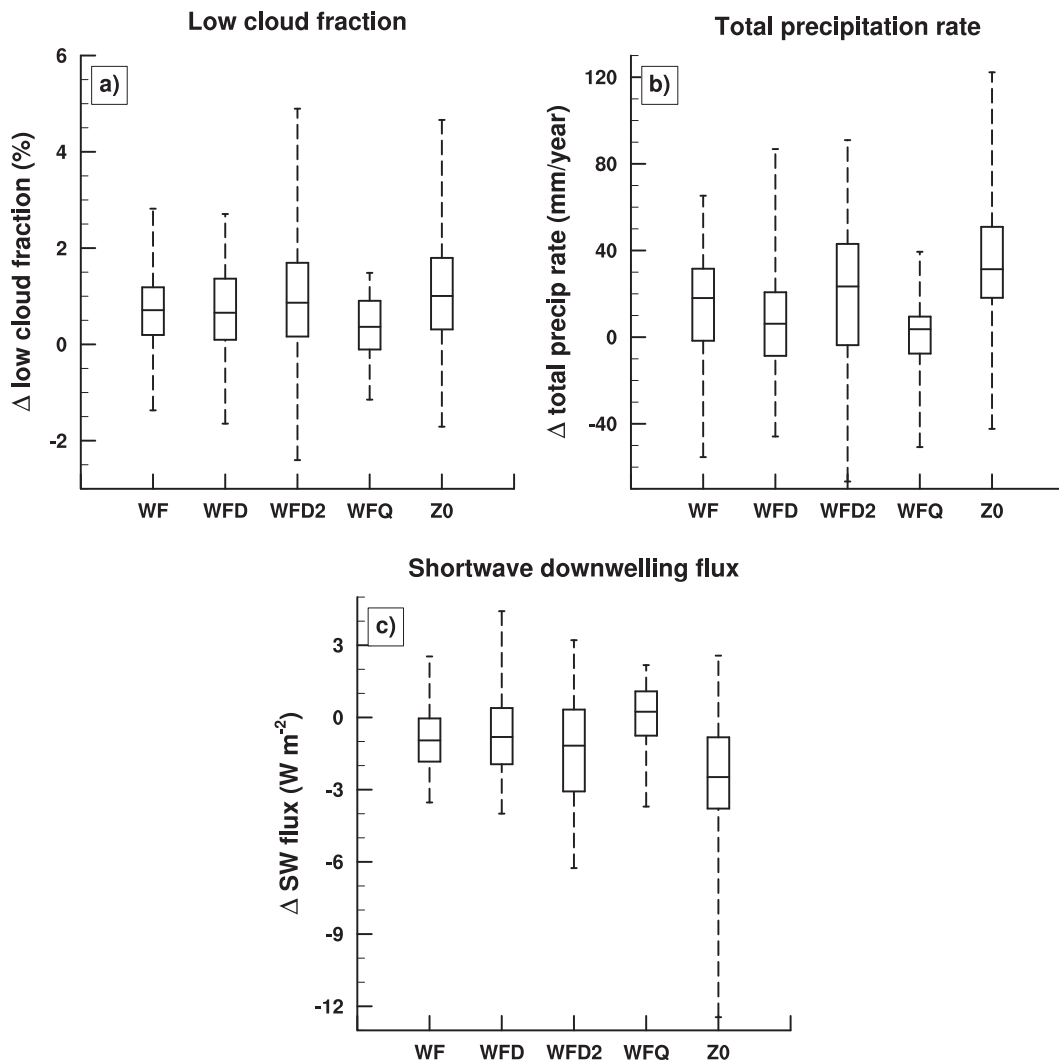 Low cloud fraction
a)
Δ low cloud fraction (%)
6
4
2
0
-2
WF WFD WFD2 WFQ Z0
Total precipitation rate
b)
Δ total precip rate (mm/year)
120
80
40
0
-40
WF WFD WFD2 WFQ Z0
Shortwave downwelling flux
c)
Δ SW flux (W m⁻²)
3
0
-3
-6
-9
-12
WF WFD WFD2 WFQ Z0